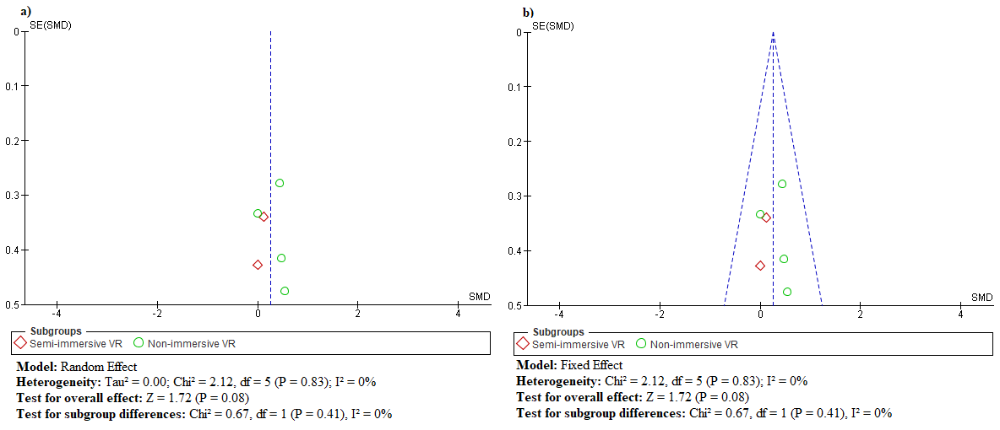 a)
SE(SMD)
0
0.1
0.2
0.3
0.4
0.5
-4
-2
0
2
4
SMD
Subgroups
Semi-immersive VR
Non-immersive VR
Model: Random Effect
Heterogeneity: Tau² = 0.00; Chi² = 2.12, df = 5 (P = 0.83); I² = 0%
Test for overall effect: Z = 1.72 (P = 0.08)
Test for subgroup differences: Chi² = 0.67, df = 1 (P = 0.41), I² = 0%
b)
SE(SMD)
0
0.1
0.2
0.3
0.4
0.5
-4
-2
0
2
4
SMD
Subgroups
Semi-immersive VR
Non-immersive VR
Model: Fixed Effect
Heterogeneity: Chi² = 2.12, df = 5 (P = 0.83); I² = 0%
Test for overall effect: Z = 1.72 (P = 0.08)
Test for subgroup differences: Chi² = 0.67, df = 1 (P = 0.41), I² = 0%